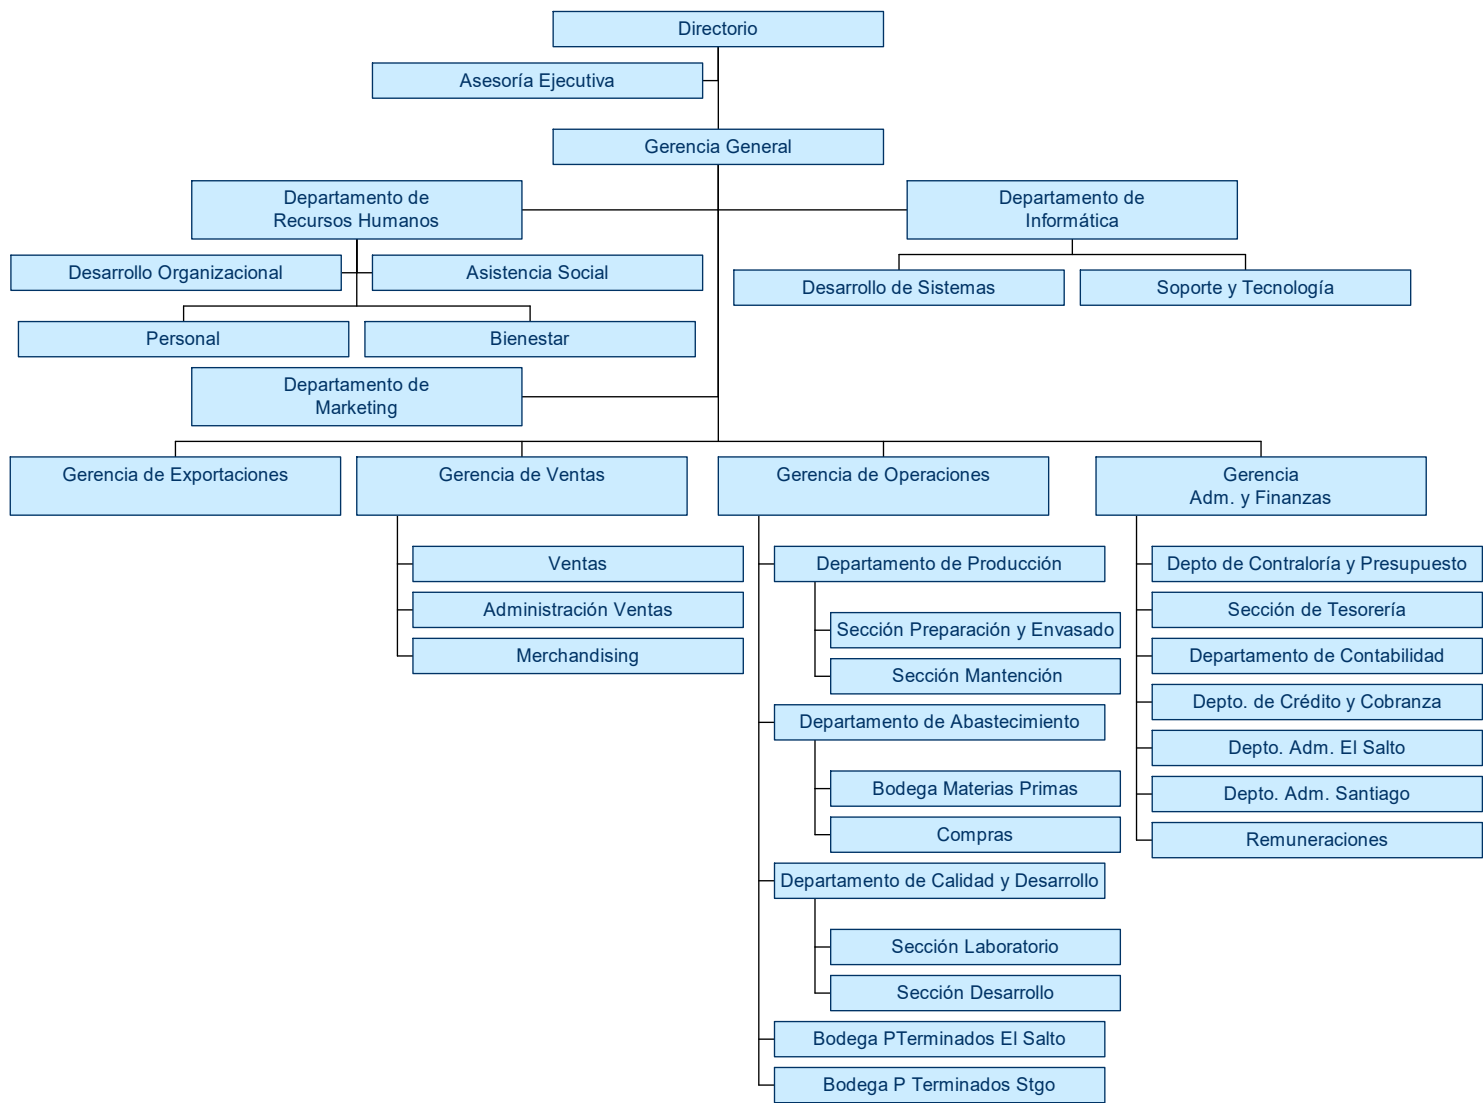 Directorio
Asesoría Ejecutiva
Gerencia General
Departamento de
Recursos Humanos
Departamento de
Informática
Desarrollo Organizacional
Asistencia Social
Desarrollo de Sistemas
Soporte y Tecnología
Personal
Bienestar
Departamento de
Marketing
Gerencia de Exportaciones
Gerencia de Ventas
Gerencia de Operaciones
Gerencia
Adm. y Finanzas
Ventas
Administración Ventas
Merchandising
Departamento de Producción
Sección Preparación y Envasado
Sección Mantención
Departamento de Abastecimiento
Bodega Materias Primas
Compras
Departamento de Calidad y Desarrollo
Sección Laboratorio
Sección Desarrollo
Bodega PTerminados El Salto
Bodega P Terminados Stgo
Depto de Contraloría y Presupuesto
Sección de Tesorería
Departamento de Contabilidad
Depto. de Crédito y Cobranza
Depto. Adm. El Salto
Depto. Adm. Santiago
Remuneraciones